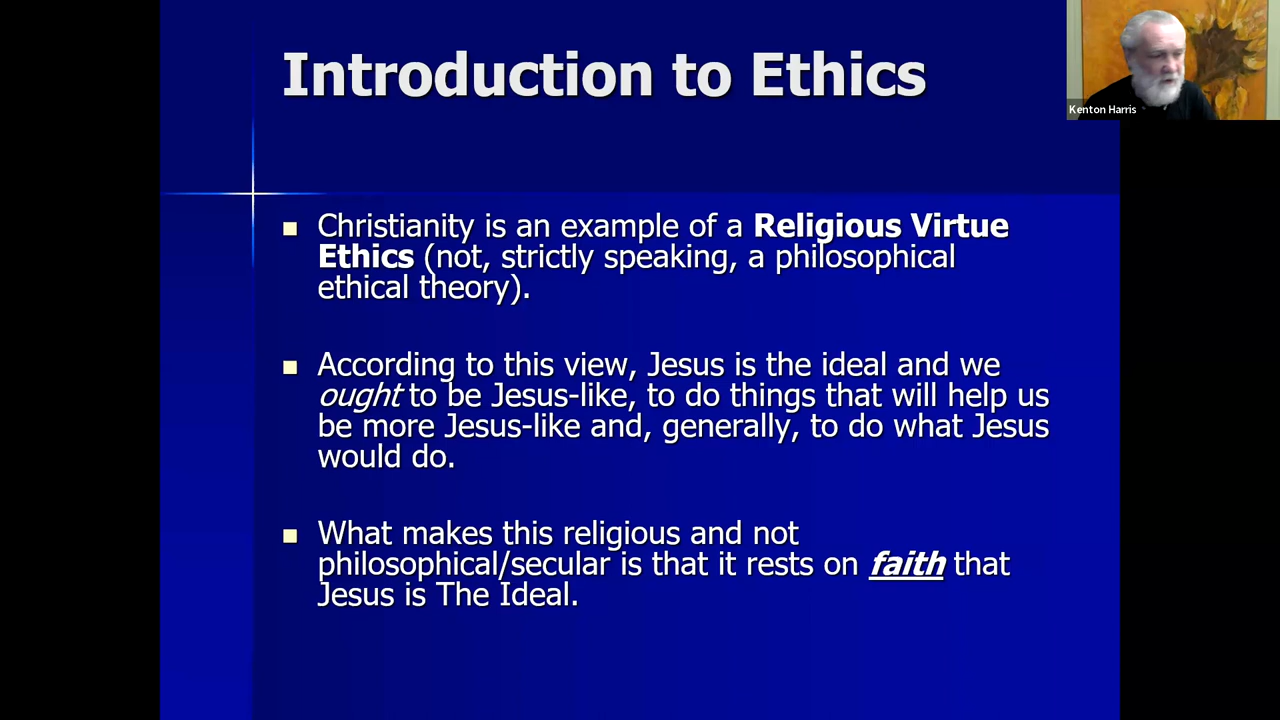 Introduction to Ethics
Kenton Harris
Christianity is an example of a Religious Virtue
Ethics (not, strictly speaking, a philosophical
ethical theory).
According to this view, Jesus is the ideal and we
ought to be Jesus-like, to do things that will help us
be more Jesus-like and, generally, to do what Jesus
would do.
What makes this religious and not
philosophical/secular is that it rests on faith that
Jesus is The Ideal.